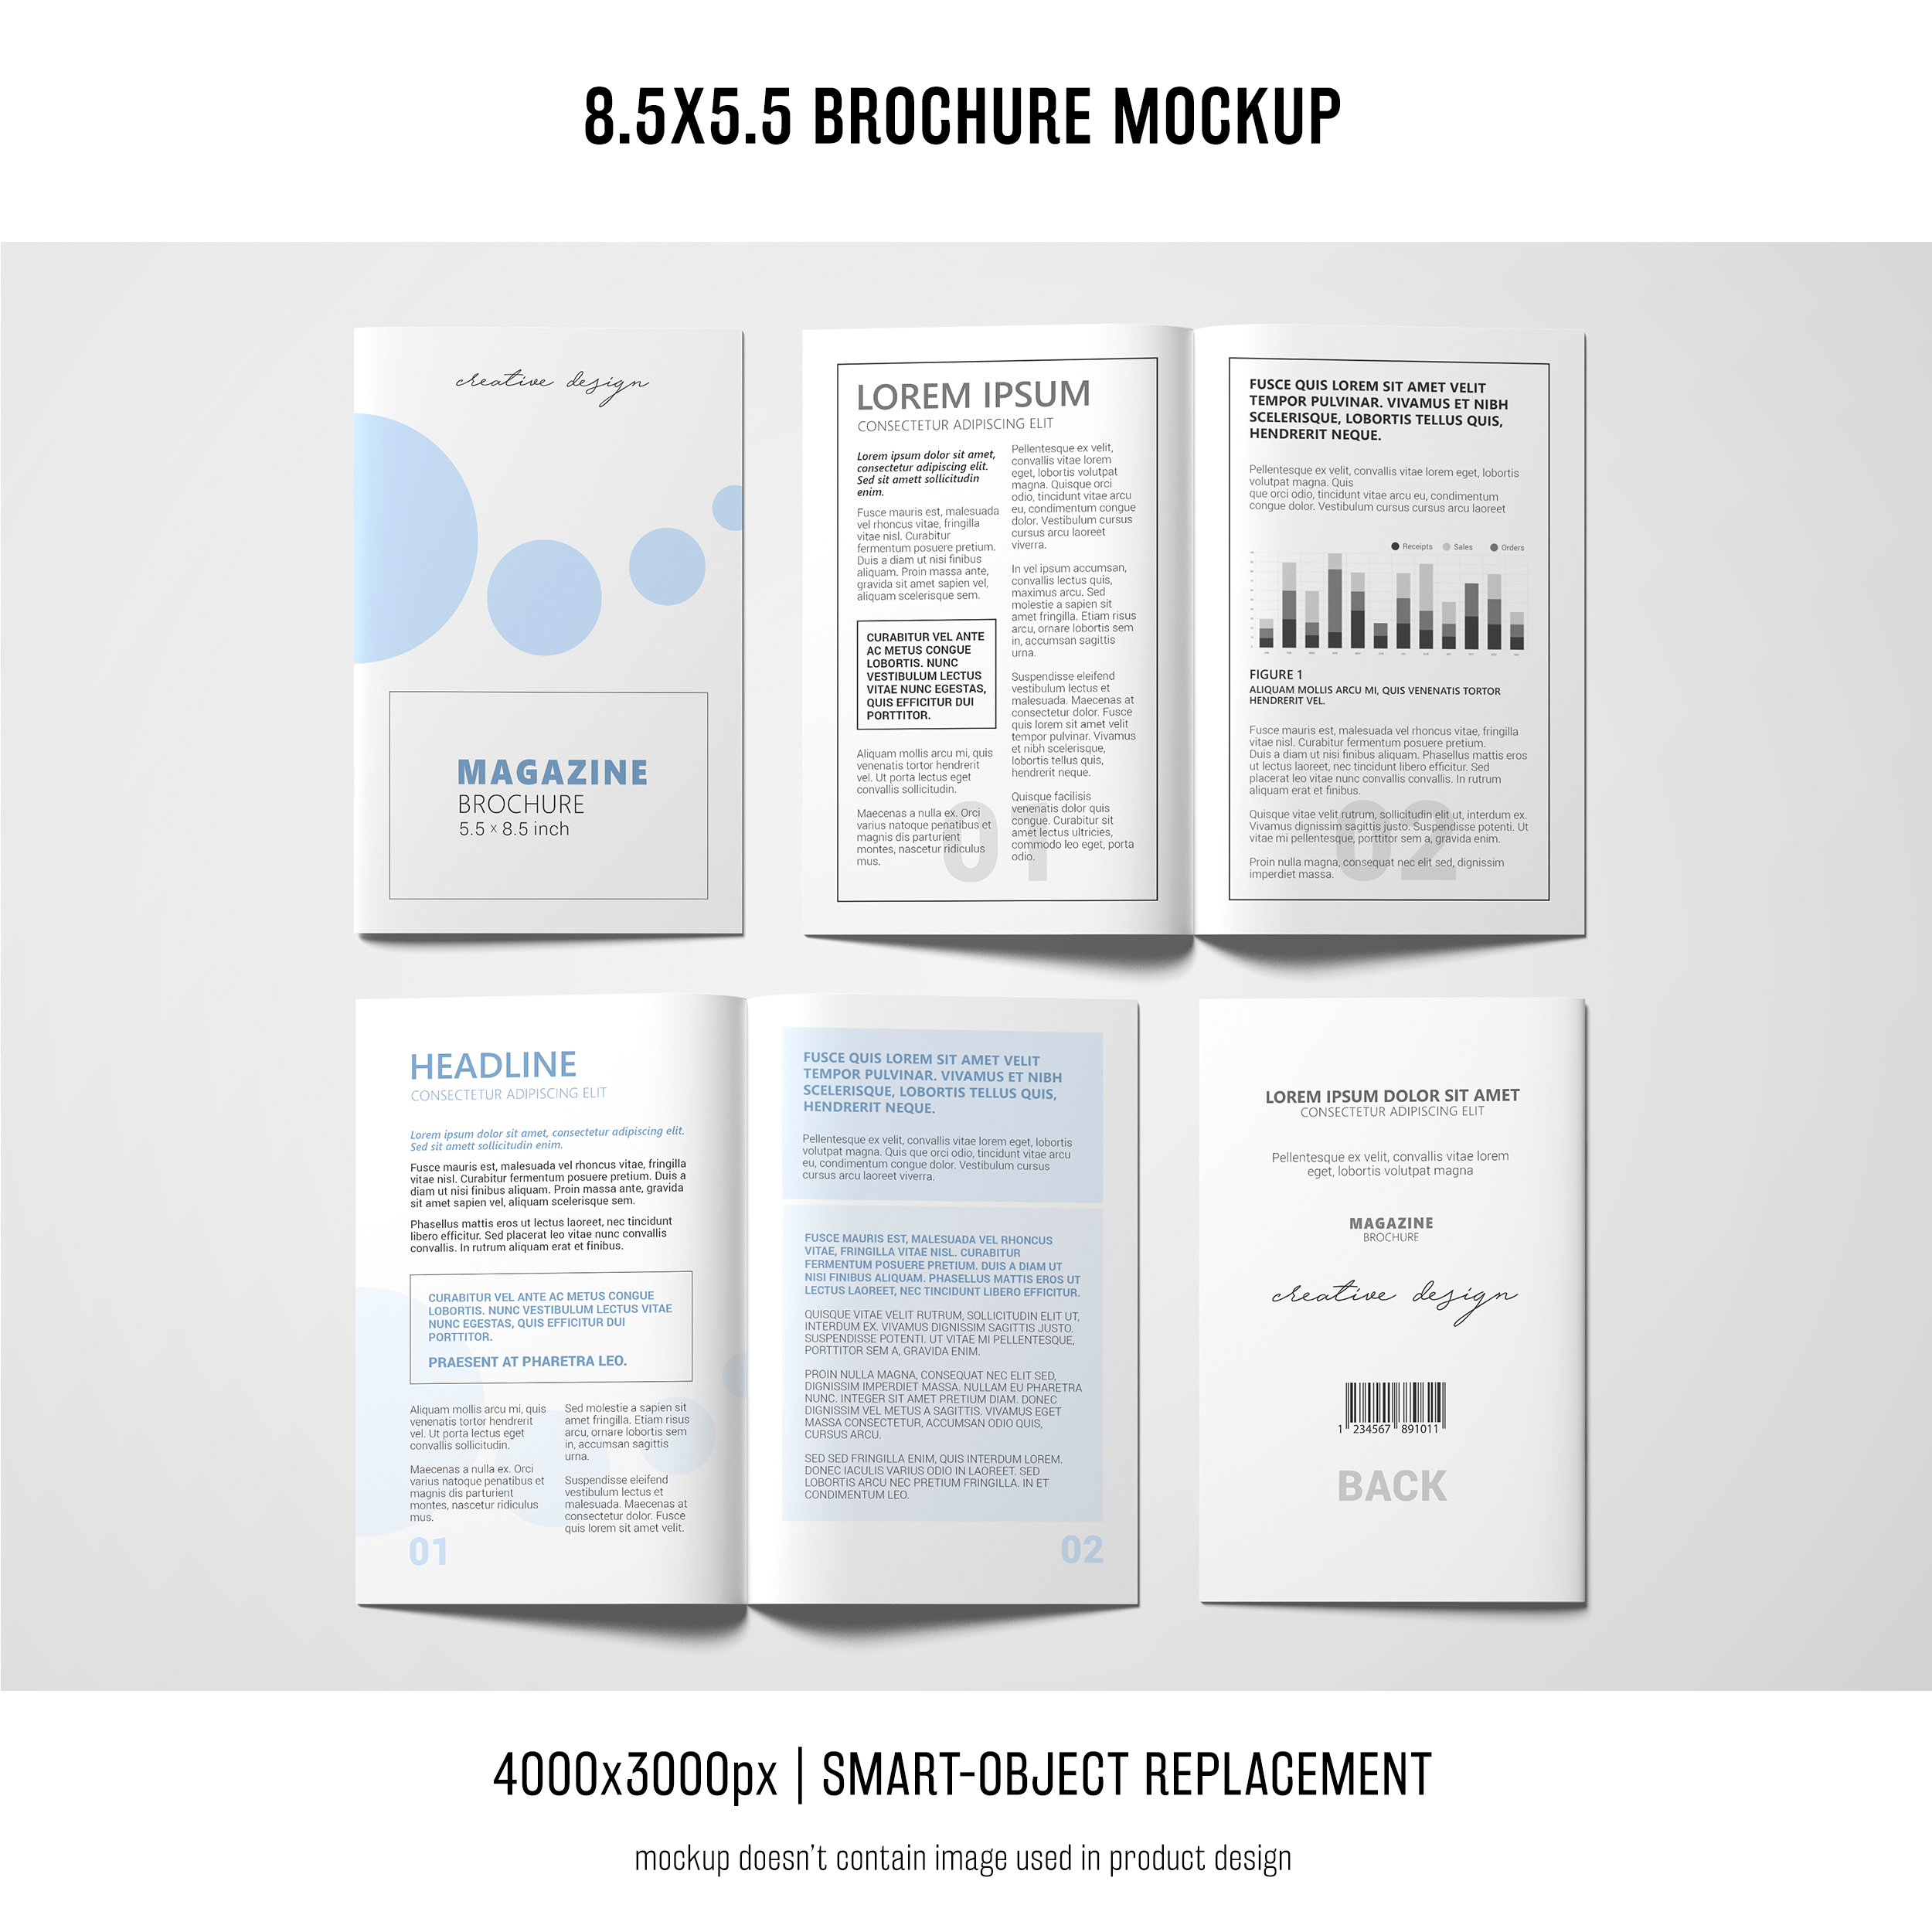 8.5X5.5 BROCHURE MOCKUP
creative design
MAGAZINE
BROCHURE
5.5 x 8.5 inch
LOREM IPSUM
CONSECTETUR ADIPISCING ELIT
Lorem ipsum dolor sit amet,
consectetur adipiscing elit.
Sed sit amett sollicitudin
enim.
Fusce mauris est, malesuada
vel rhoncus vitae, fringilla
vitae nisl. Curabitur
fermentum posuere pretium.
Duis a diam ut nisi finibus
aliquam. Proin massa ante,
gravida sit amet sapien vel,
aliquam scelerisque sem.
CURABITUR VEL ANTE
AC METUS CONGUE
LOBORTIS. NUNC
VESTIBULUM LECTUS
VITAE NUNC EGESTAS,
QUIS EFFICITUR DUI
PORTTITOR.
Aliquam mollis arcu mi, quis
venenatis tortor hendrerit
vel. Ut porta lectus eget
convallis sollicitudin.
Maecenas a nulla ex. Orci
varius natoque penatibus et
magnis dis parturient
montes, nascetur ridiculus
mus.
Pellentesque ex velit,
convallis vitae lorem
eget, lobortis volutpat
magna. Quisque orci
odio, tincidunt vitae arcu
eu, condimentum congue
dolor. Vestibulum cursus
cursus arcu laoreet
viverra.
In vel ipsum accumsan,
convallis lectus quis,
maximus arcu. Sed
molestie a sapien sit
amet fringilla. Etiam risus
arcu, ornare lobortis sem
in, accumsan sagittis
urna.
Suspendisse eleifend
vestibulum lectus et
malesuada. Maecenas at
consectetur dolor. Fusce
quis lorem sit amet velit
tempor pulvinar. Vivamus
et nibh scelerisque,
lobortis tellus quis,
hendrerit neque.
Quisque facilisis
venenatis dolor quis
congue. Curabitur sit
amet lectus ultricies,
commodo leo eget, porta
odio.
01
FUSCE QUIS LOREM SIT AMET VELIT
TEMPOR PULVINAR. VIVAMUS ET NIBH
SCELERISQUE, LOBORTIS TELLUS QUIS,
HENDRERIT NEQUE.
Pellentesque ex velit, convallis vitae lorem eget, lobortis
volutpat magna. Quis
que orci odio, tincidunt vitae arcu eu, condimentum
congue dolor. Vestibulum cursus cursus arcu laoreet
Receipts Sales Orders
FIGURE 1
ALIQUAM MOLLIS ARCU MI, QUIS VENENATIS TORTOR
HENDRERIT VEL.
Fusce mauris est, malesuada vel rhoncus vitae, fringilla
vitae nisl. Curabitur fermentum posuere pretium.
Duis a diam ut nisi finibus aliquam. Phasellus mattis eros
ut lectus laoreet, nec tincidunt libero efficitur. Sed
placerat leo vitae nunc convallis convallis. In rutrum
aliquam erat et finibus.
Quisque vitae velit rutrum, sollicitudin elit ut, interdum ex.
Vivamus dignissim sagittis justo. Suspendisse potenti. Ut
vitae mi pellentesque, porttitor sem a, gravida enim.
Proin nulla magna, consequat nec elit sed, dignissim
imperdiet massa.
02
HEADLINE
CONSECTETUR ADIPISCING ELIT
Lorem ipsum dolor sit amet, consectetur adipiscing elit.
Sed sit amett sollicitudin enim.
Fusce mauris est, malesuada vel rhoncus vitae, fringilla
vitae nisl. Curabitur fermentum posuere pretium. Duis a
diam ut nisi finibus aliquam. Proin massa ante, gravida
sit amet sapien vel, aliquam scelerisque sem.
Phasellus mattis eros ut lectus laoreet, nec tincidunt
libero efficitur. Sed placerat leo vitae nunc convallis
convallis. In rutrum aliquam erat et finibus.
CURABITUR VEL ANTE AC METUS CONGUE
LOBORTIS. NUNC VESTIBULUM LECTUS VITAE
NUNC EGESTAS, QUIS EFFICITUR DUI
PORTTITOR.
PRAESENT AT PHARETRA LEO.
Aliquam mollis arcu mi, quis
venenatis tortor hendrerit
vel. Ut porta lectus eget
convallis sollicitudin.
Maecenas a nulla ex. Orci
varius natoque penatibus et
magnis dis parturient
montes, nascetur ridiculus
mus.
Sed molestie a sapien sit
amet fringilla. Etiam risus
arcu, ornare lobortis sem
in, accumsan sagittis
urna.
Suspendisse eleifend
vestibulum lectus et
malesuada. Maecenas at
consectetur dolor. Fusce
quis lorem sit amet velit.
01
FUSCE QUIS LOREM SIT AMET VELIT
TEMPOR PULVINAR. VIVAMUS ET NIBH
SCELERISQUE, LOBORTIS TELLUS QUIS,
HENDRERIT NEQUE.
Pellentesque ex velit, convallis vitae lorem eget, lobortis
volutpat magna. Quis que orci odio, tincidunt vitae arcu
eu, condimentum congue dolor. Vestibulum cursus
cursus arcu laoreet viverra.
FUSCE MAURIS EST, MALESUADA VEL RHONCUS
VITAE, FRINGILLA VITAE NISL. CURABITUR
FERMENTUM POSUERE PRETIUM. DUIS A DIAM UT
NISI FINIBUS ALIQUAM. PHASELLUS MATTIS EROS UT
LECTUS LAOREET, NEC TINCIDUNT LIBERO EFFICITUR.
QUISQUE VITAE VELIT RUTRUM, SOLLICITUDIN ELIT UT,
INTERDUM EX. VIVAMUS DIGNISSIM SAGITTIS JUSTO.
SUSPENDISSE POTENTI. UT VITAE MI PELLENTESQUE,
PORTTITOR SEM A, GRAVIDA ENIM.
PROIN NULLA MAGNA, CONSEQUAT NEC ELIT SED,
DIGNISSIM IMPERDIET MASSA. NULLAM EU PHARETRA
NUNC. INTEGER SIT AMET PRETIUM DIAM. DONEC
DIGNISSIM VEL METUS A SAGITTIS. VIVAMUS EGET
MASSA CONSECTETUR, ACCUMSAN ODIO QUIS,
CURSUS ARCU.
SED SED FRINGILLA ENIM, QUIS INTERDUM LOREM.
DONEC IACULIS VARIUS ODIO IN LAOREET. SED
LOBORTIS ARCU NEC PRETIUM FRINGILLA. IN ET
CONDIMENTUM LEO.
02
LOREM IPSUM DOLOR SIT AMET
CONSECTETUR ADIPISCING ELIT
Pellentesque ex velit, convallis vitae lorem
eget, lobortis volutpat magna
MAGAZINE
BROCHURE
creative design
1 234567 891011
BACK
4000x3000px | SMART-OBJECT REPLACEMENT
mockup doesn't contain image used in product design